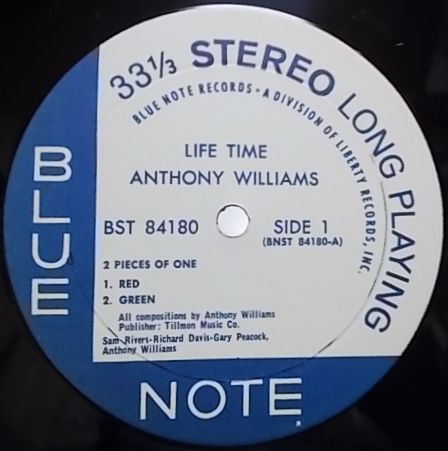 33⅓ STEREO LONG PLAYING
BLUE NOTE RECORDS • A DIVISION OF LIBERTY RECORDS, INC.
LIFE TIME
ANTHONY WILLIAMS
BST 84180
SIDE 1
(BNST 84180-A)
2 PIECES OF ONE
1. RED
2. GREEN
All compositions by Anthony Williams
Publisher: Tillmon Music Co.
Sam Rivers-Richard Davis-Gary Peacock,
Anthony Williams
BLUE
NOTE
R